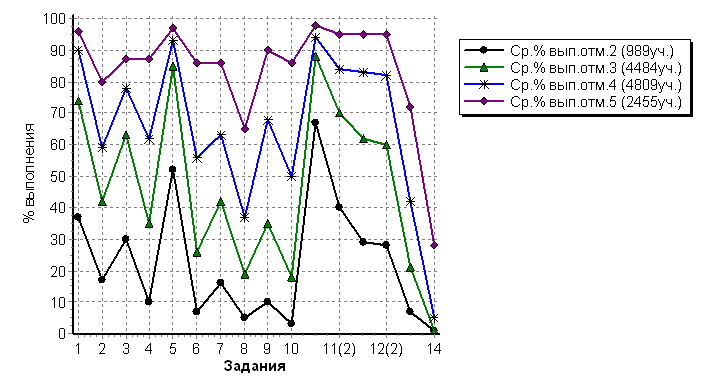 100
90
80
70
60
50
40
30
20
10
0
% выполнения
1 2 3 4 5 6 7 8 9 10 11(2) 12(2) 14
Задания
Ср.% вып.отм.2 (989уч.)
Ср.% вып.отм.3 (4484уч.)
Ср.% вып.отм.4 (4809уч.)
Ср.% вып.отм.5 (2455уч.)